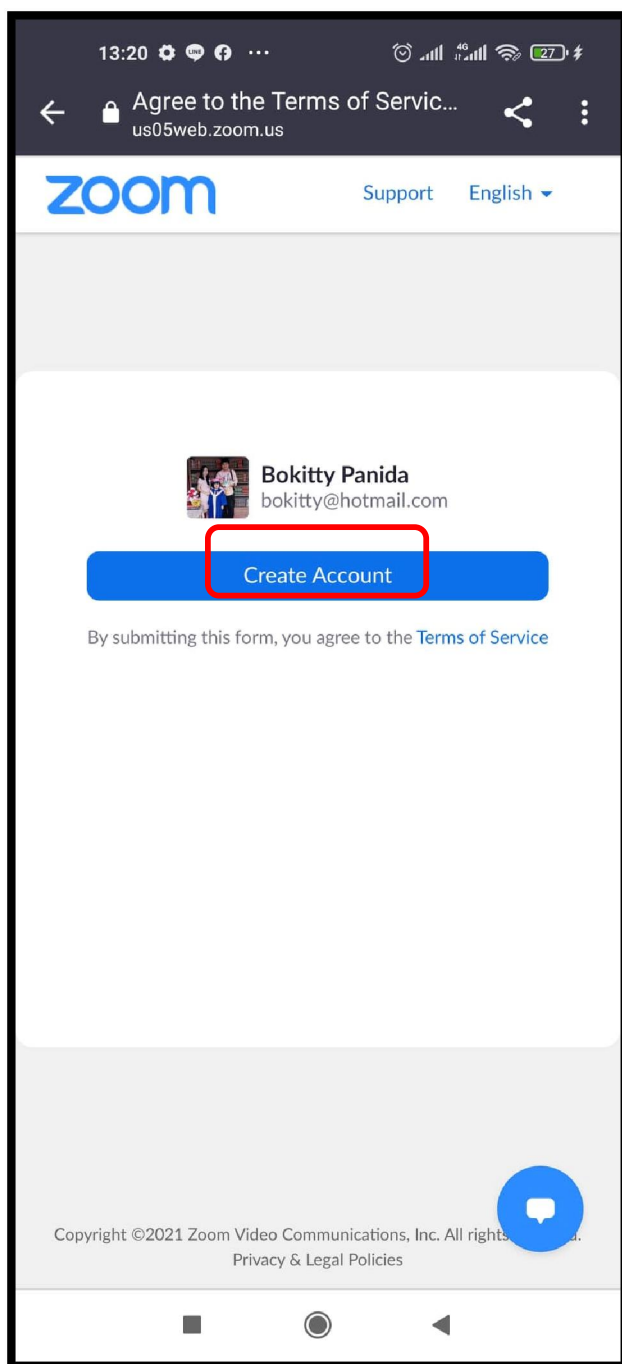 13:20 ... 4G 27
Agree to the Terms of Servic...
us05web.zoom.us
zoom Support English
Bokitty Panida
bokitty@hotmail.com
Create Account
By submitting this form, you agree to the Terms of Service
Copyright ©2021 Zoom Video Communications, Inc. All rights
Privacy & Legal Policies